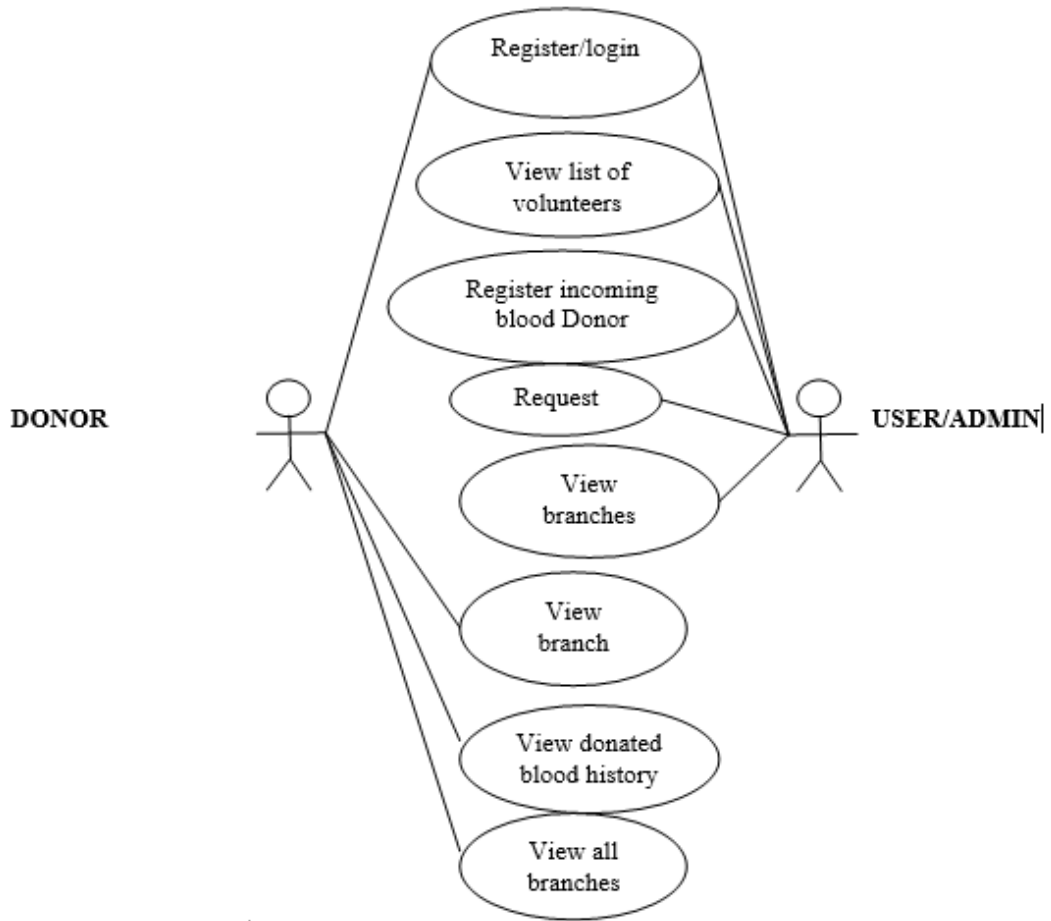 Register/login
View list of
volunteers
Register incoming
blood Donor
Request
DONOR
USER/ADMIN
View
branches
View
branch
View donated
blood history
View all
branches